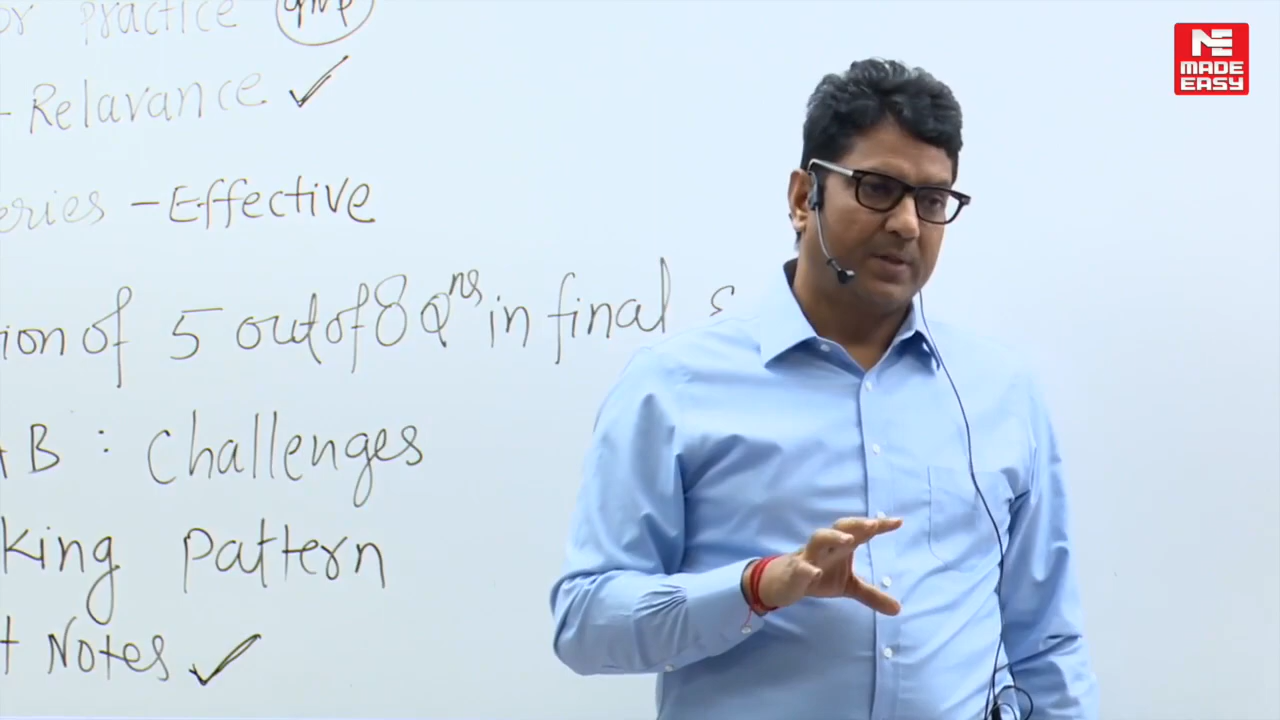 or practice
- Relavance ✓
eries - Effective
ion of 5 out of 8 Qns in final
B : Challenges
king pattern
t Notes ✓
ME
MADE
EASY